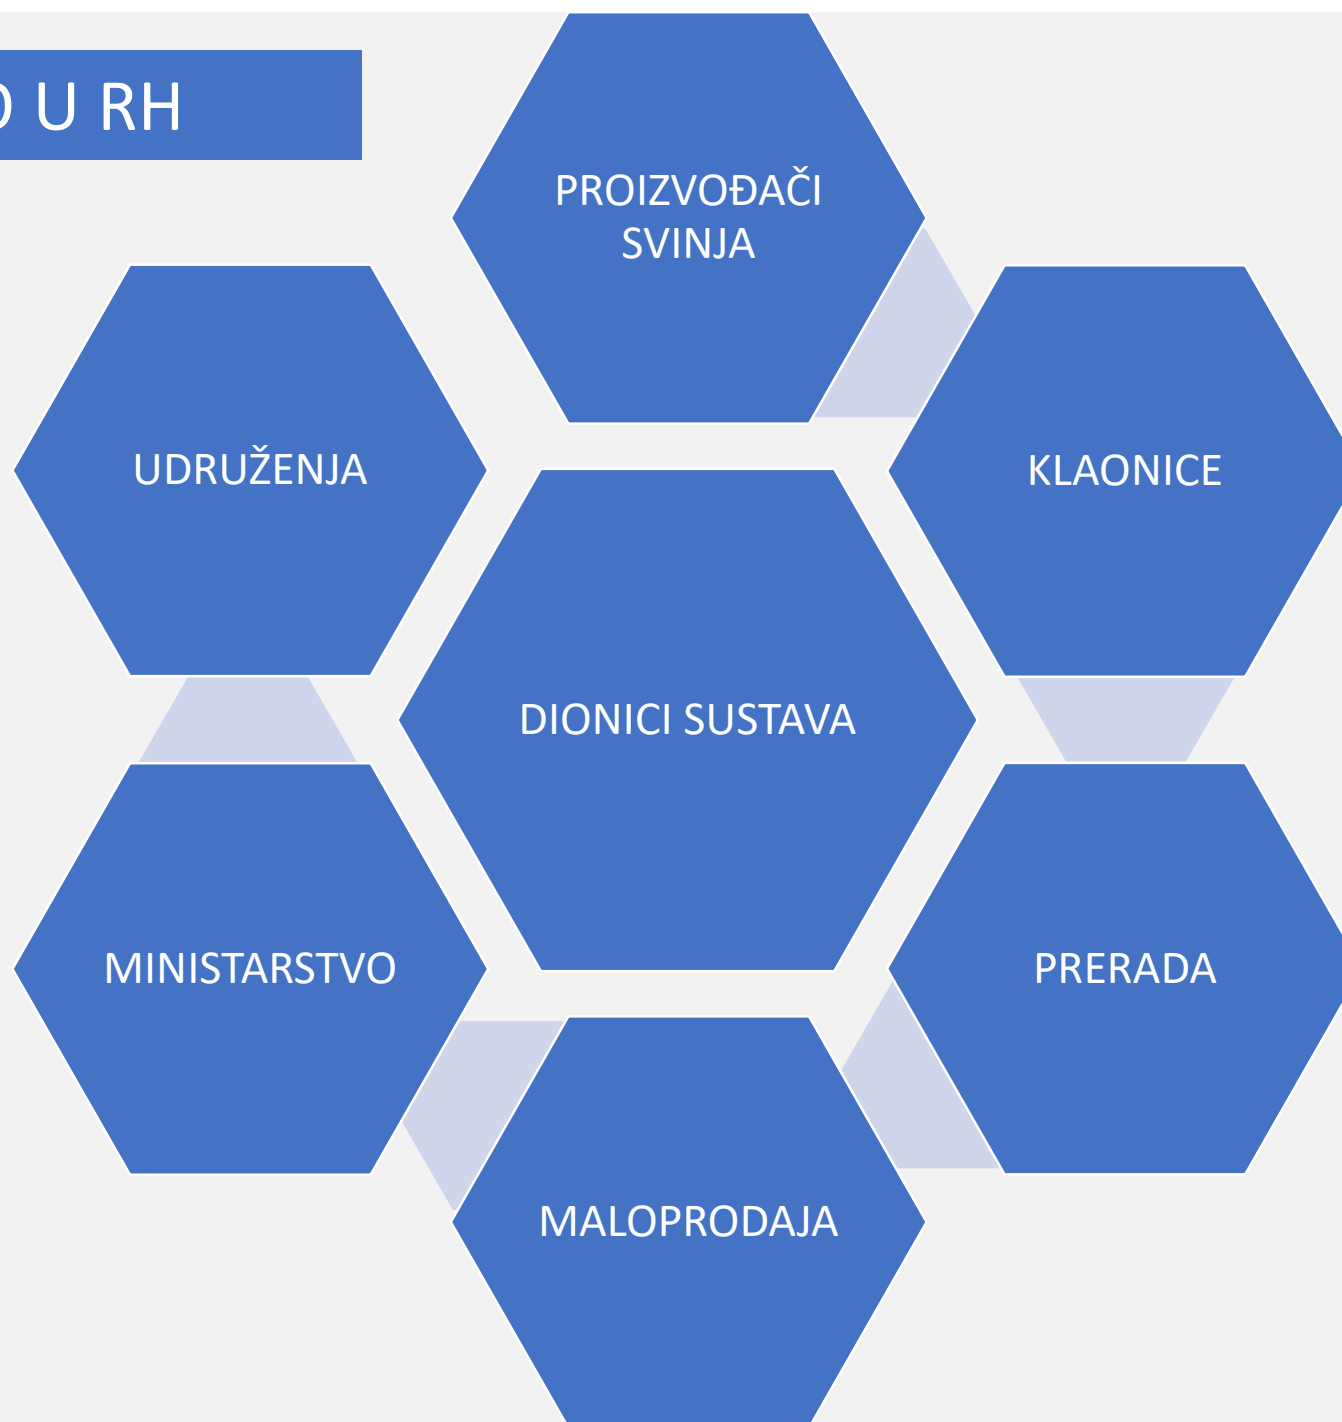 U RH
PROIZVOĐAČI
SVINJA
UDRUŽENJA
KLAONICE
DIONICI SUSTAVA
MINISTARSTVO
PRERADA
MALOPRODAJA